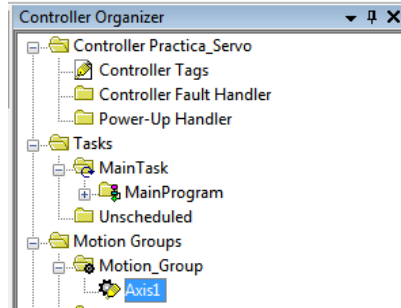 Controller Organizer
Controller Practica_Servo
Controller Tags
Controller Fault Handler
Power-Up Handler
Tasks
MainTask
MainProgram
Unscheduled
Motion Groups
Motion_Group
Axis1